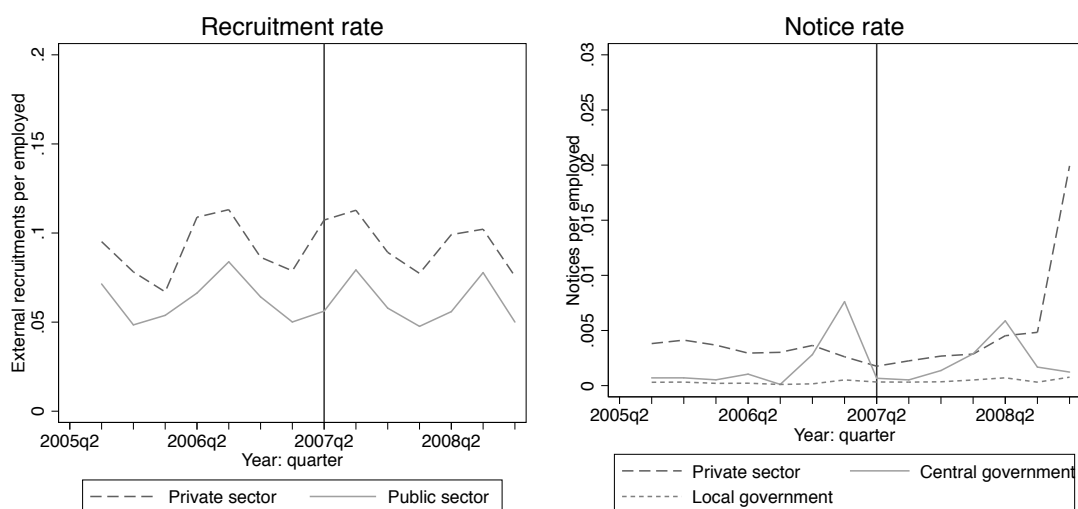 Recruitment rate
External recruitments per employed
.2
.15
.1
.05
0
2005q2 2006q2 2007q2 2008q2
Year: quarter
Private sector Public sector
Notice rate
Notices per employed
.03
.025
.02
.015
.01
.005
0
2005q2 2006q2 2007q2 2008q2
Year: quarter
Private sector Central government
Local government